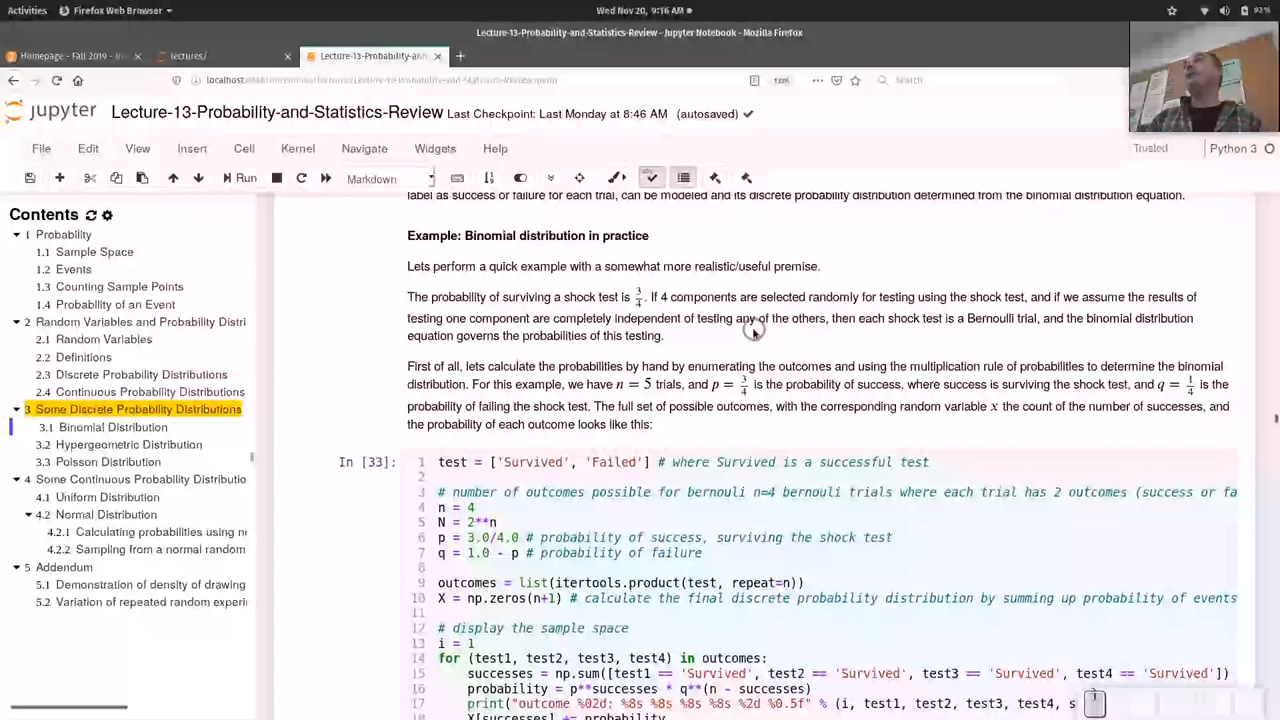 Activities Firefox Web Browser Wed Nov 20, 9:16 AM 93%
Lecture-13-Probability-and-Statistics-Review - Jupyter Notebook - Mozilla Firefox
Homepage - Fall 2019 - lectures/ Lecture-13-Probability-an
Search
jupyter Lecture-13-Probability-and-Statistics-Review Last Checkpoint: Last Monday at 8:46 AM (autosaved)
File Edit View Insert Cell Kernel Navigate Widgets Help Trusted Python 3
Run Markdown
Contents
1 Probability
1.1 Sample Space
1.2 Events
1.3 Counting Sample Points
1.4 Probability of an Event
2 Random Variables and Probability Distri
2.1 Random Variables
2.2 Definitions
2.3 Discrete Probability Distributions
2.4 Continuous Probability Distributions
3 Some Discrete Probability Distributions
3.1 Binomial Distribution
3.2 Hypergeometric Distribution
3.3 Poisson Distribution
4 Some Continuous Probability Distributio
4.1 Uniform Distribution
4.2 Normal Distribution
4.2.1 Calculating probabilities using n
4.2.2 Sampling from a normal random
5 Addendum
5.1 Demonstration of density of drawing
5.2 Variation of repeated random experi
label as success or failure for each trial, can be modeled and its discrete probability distribution determined from the binomial distribution equation.
Example: Binomial distribution in practice
Lets perform a quick example with a somewhat more realistic/useful premise.
The probability of surviving a shock test is 3/4. If 4 components are selected randomly for testing using the shock test, and if we assume the results of
testing one component are completely independent of testing any of the others, then each shock test is a Bernoulli trial, and the binomial distribution
equation governs the probabilities of this testing.
First of all, lets calculate the probabilities by hand by enumerating the outcomes and using the multiplication rule of probabilities to determine the binomial
distribution. For this example, we have n = 5 trials, and p = 3/4 is the probability of success, where success is surviving the shock test, and q = 1/4 is the
probability of failing the shock test. The full set of possible outcomes, with the corresponding random variable x the count of the number of successes, and
the probability of each outcome looks like this:
In [33]: 1 test = ['Survived', 'Failed'] # where Survived is a successful test
2
3 # number of outcomes possible for bernouli n=4 bernouli trials where each trial has 2 outcomes (success or fa
4 n = 4
5 N = 2**n
6 p = 3.0/4.0 # probability of success, surviving the shock test
7 q = 1.0 - p # probability of failure
8
9 outcomes = list(itertools.product(test, repeat=n))
10 X = np.zeros(n+1) # calculate the final discrete probability distribution by summing up probability of events
11
12 # display the sample space
13 i = 1
14 for (test1, test2, test3, test4) in outcomes:
15 successes = np.sum([test1 == 'Survived', test2 == 'Survived', test3 == 'Survived', test4 == 'Survived'])
16 probability = p**successes * q**(n - successes)
17 print("outcome %02d: %8s %8s %8s %8s %2d %0.5f" % (i, test1, test2, test3, test4, s
18 X[successes] += probability